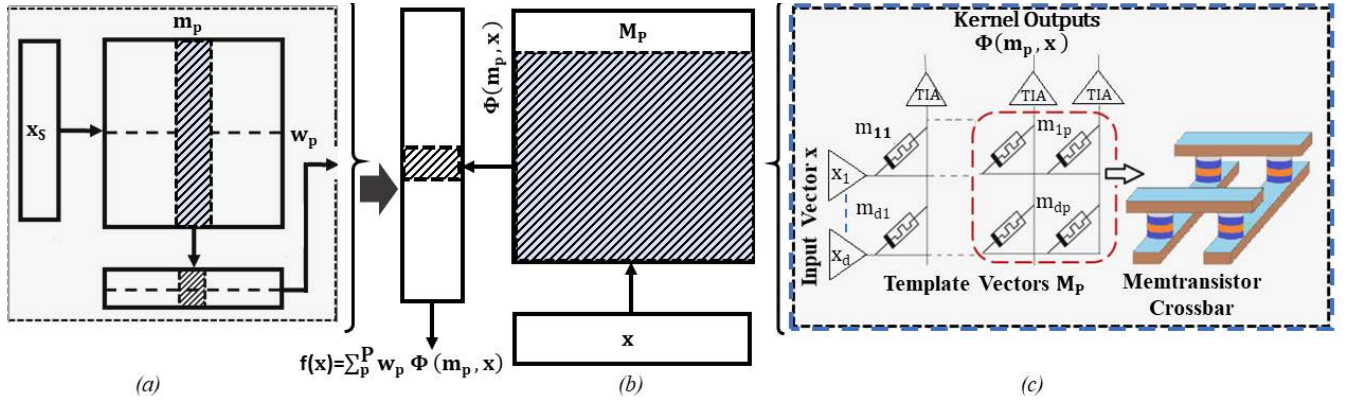 m_p
x_S
w_p
(a)
Φ(m_p, x)
M_P
x
f(x)=∑_p^P w_p Φ(m_p, x)
(b)
Kernel Outputs
Φ(m_p, x)
TIA
TIA
TIA
m_11
m_1p
x_1
m_d1
m_dp
x_d
Input Vector x
Template Vectors M_P
Memtransistor
Crossbar
(c)